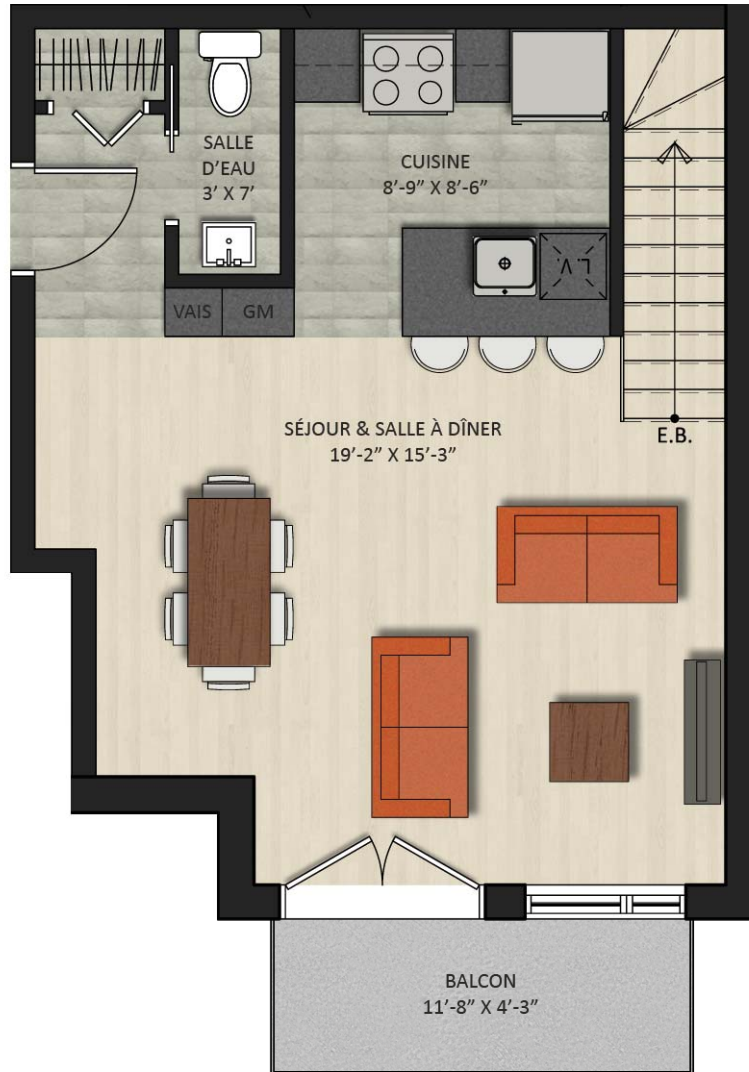 SALLE
D’EAU
3’ X 7’
CUISINE
8’-9” X 8’-6”
L.V.
VAIS
GM
SÉJOUR & SALLE À DÎNER
19’-2” X 15’-3”
E.B.
BALCON
11’-8” X 4’-3”